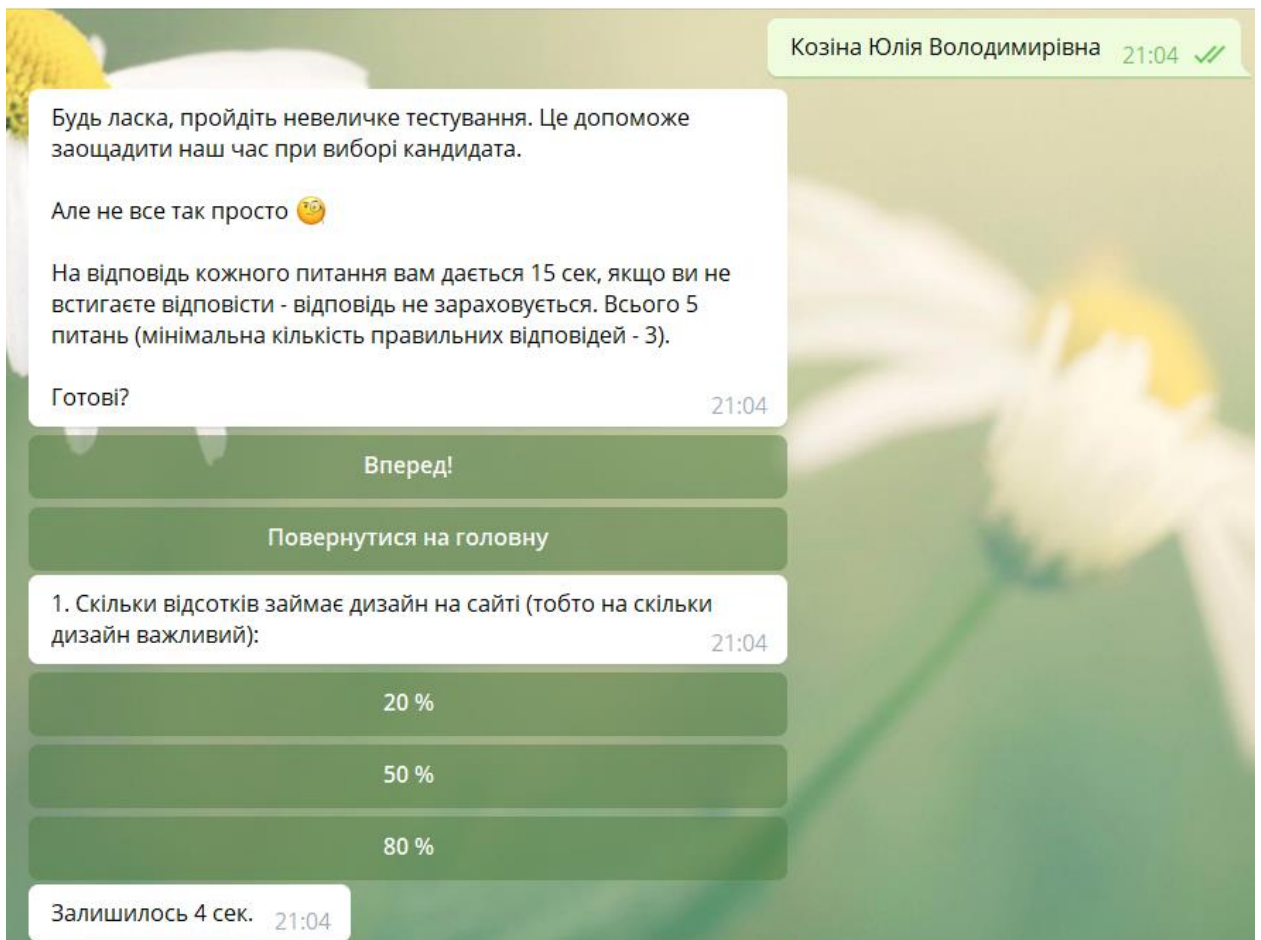 Козіна Юлія Володимирівна 21:04
Будь ласка, пройдіть невеличке тестування. Це допоможе
заощадити наш час при виборі кандидата.
Але не все так просто 🧐
На відповідь кожного питання вам дається 15 сек, якщо ви не
встигаєте відповісти - відповідь не зараховується. Всього 5
питань (мінімальна кількість правильних відповідей - 3).
Готові? 21:04
Вперед!
Повернутися на головну
1. Скільки відсотків займає дизайн на сайті (тобто на скільки
дизайн важливий): 21:04
20 %
50 %
80 %
Залишилось 4 сек. 21:04